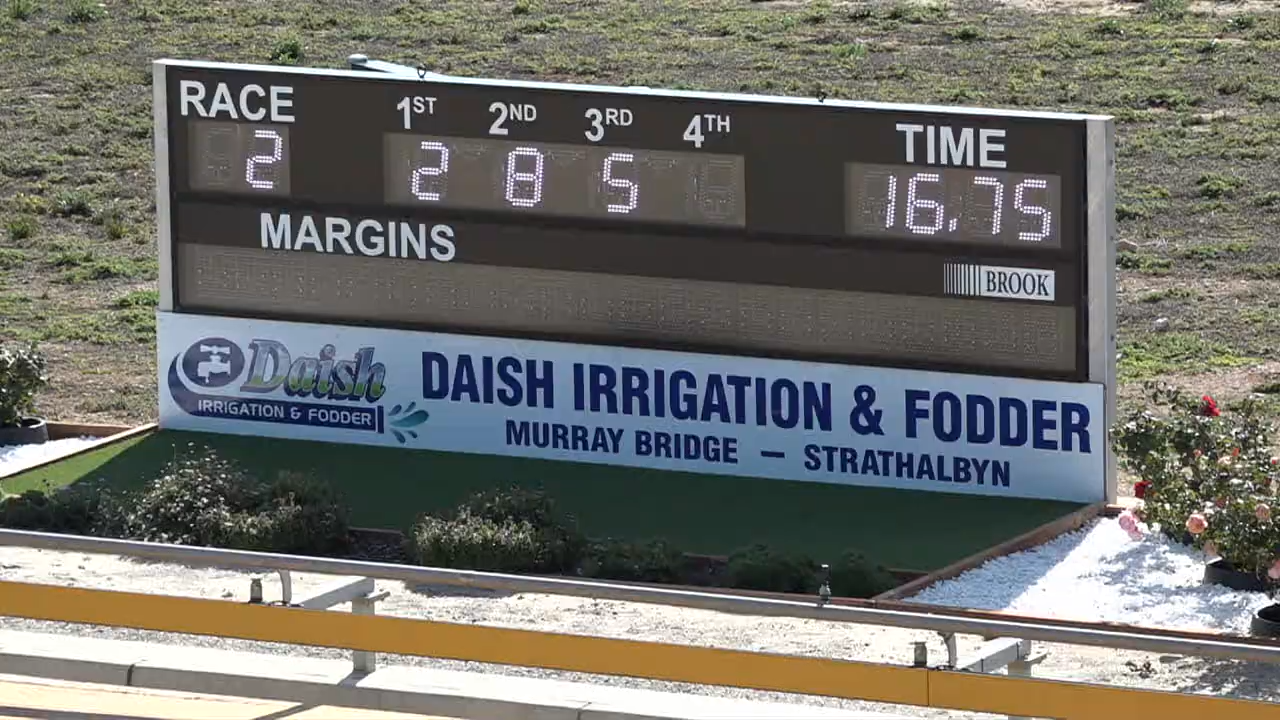 RACE 1ST 2ND 3RD 4TH TIME
2 2 8 5 16.75
MARGINS
BROOK
Daish
IRRIGATION & FODDER
DAISH IRRIGATION & FODDER
MURRAY BRIDGE — STRATHALBYN